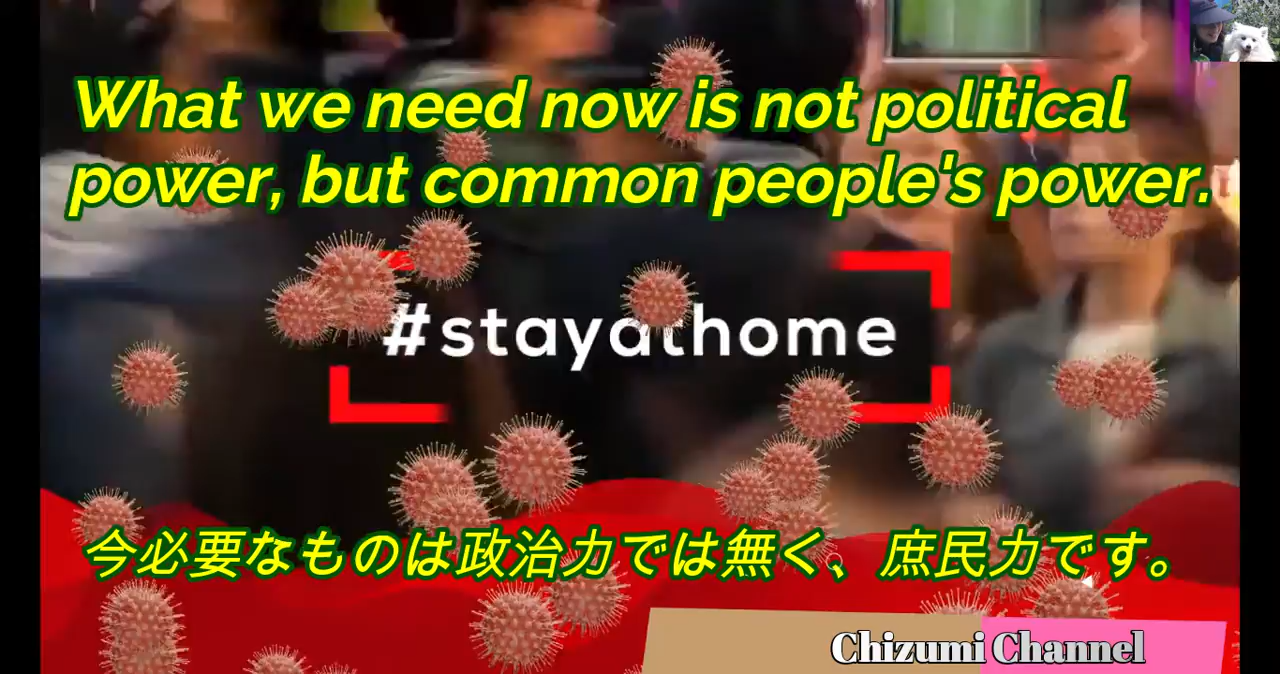 What we need now is not political
power, but common people's power.
#stayathome
今必要なものは政治力では無く、庶民力です。
Chizumi Channel